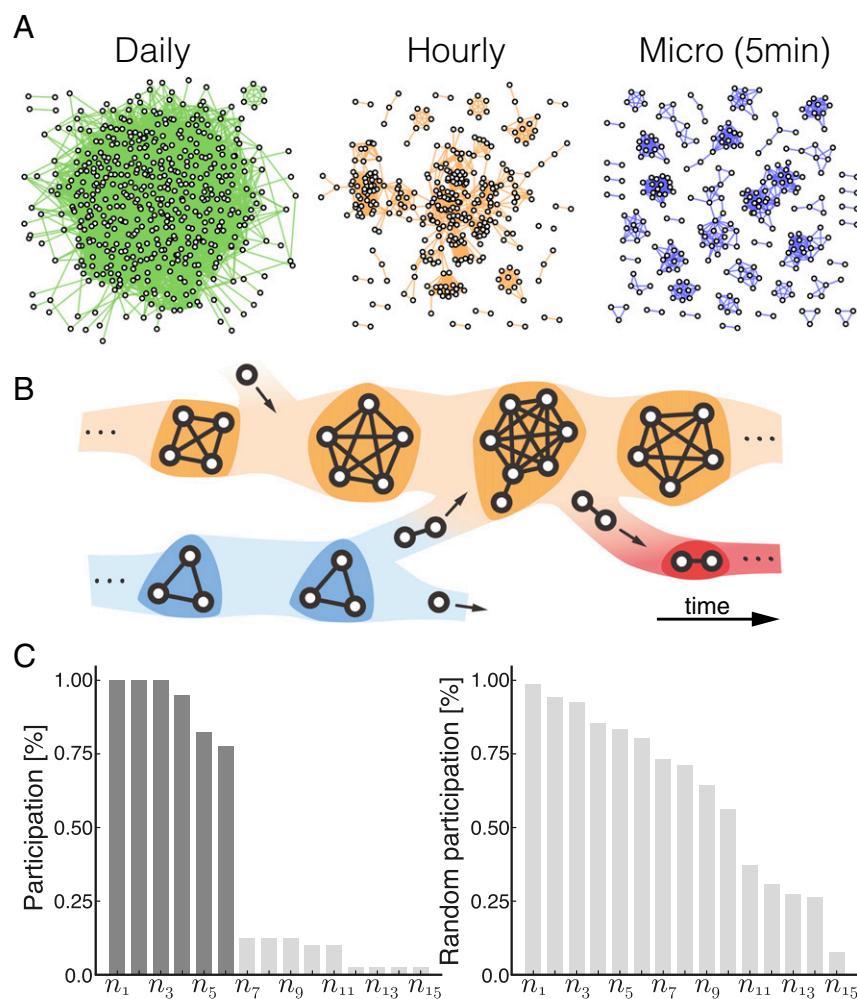 A
Daily
Hourly
Micro (5min)
B
...
...
...
...
time
C
Participation [%]
1.00
0.75
0.50
0.25
0.0
n₁ n₃ n₅ n₇ n₉ n₁₁ n₁₃ n₁₅
Random participation [%]
1.00
0.75
0.50
0.25
0.0
n₁ n₃ n₅ n₇ n₉ n₁₁ n₁₃ n₁₅